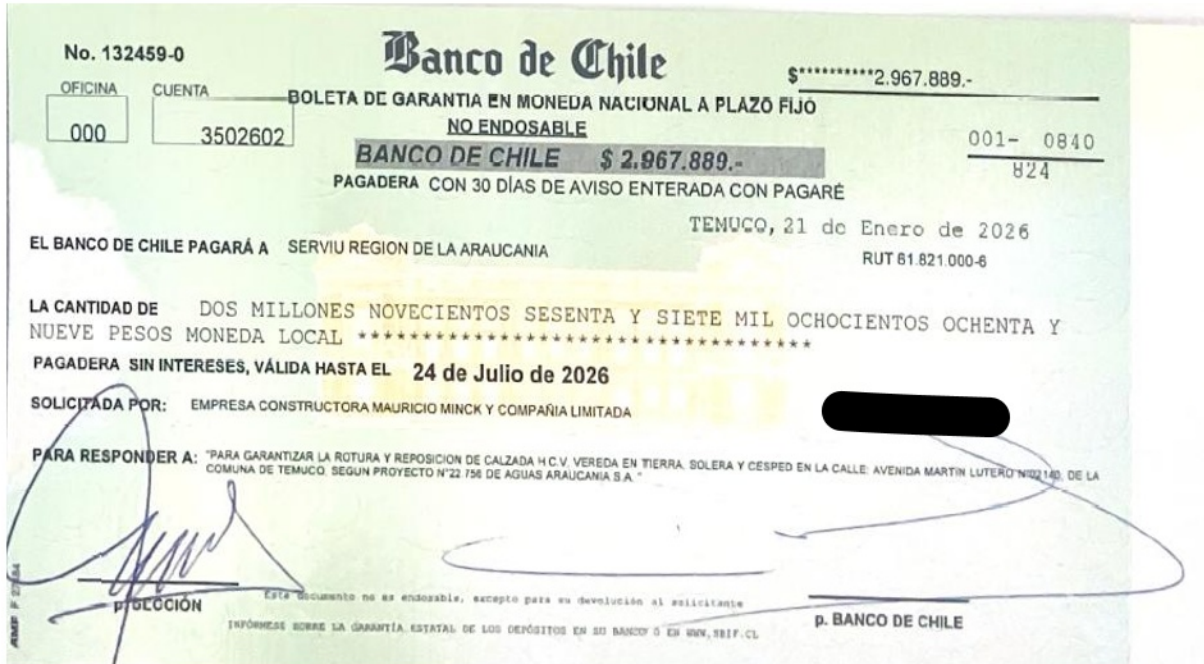 No. 132459-0
Banco de Chile
$**********2.967.889.-
OFICINA CUENTA
BOLETA DE GARANTIA EN MONEDA NACIONAL A PLAZO FIJO
000 3502602
NO ENDOSABLE
001- 0840
BANCO DE CHILE $ 2.967.889.-
824
PAGADERA CON 30 DÍAS DE AVISO ENTERADA CON PAGARÉ
TEMUCO, 21 de Enero de 2026
EL BANCO DE CHILE PAGARÁ A SERVIU REGION DE LA ARAUCANIA
RUT 61.821.000-6
LA CANTIDAD DE DOS MILLONES NOVECIENTOS SESENTA Y SIETE MIL OCHOCIENTOS OCHENTA Y
NUEVE PESOS MONEDA LOCAL ***********************************
PAGADERA SIN INTERESES, VÁLIDA HASTA EL 24 de Julio de 2026
SOLICITADA POR: EMPRESA CONSTRUCTORA MAURICIO MINCK Y COMPAÑIA LIMITADA
PARA RESPONDER A: "PARA GARANTIZAR LA ROTURA Y REPOSICION DE CALZADA H.C.V. VEREDA EN TIERRA, SOLERA Y CESPED EN LA CALLE: AVENIDA MARTIN LUTERO N°02140, DE LA
COMUNA DE TEMUCO. SEGUN PROYECTO N°22.756 DE AGUAS ARAUCANIA S.A."
p. SECCIÓN
Este documento no es endosable, excepto para su devolución al solicitante
p. BANCO DE CHILE
INFÓRMESE SOBRE LA GARANTÍA ESTATAL DE LOS DEPÓSITOS EN SU BANCO O EN WWW.SBIF.CL